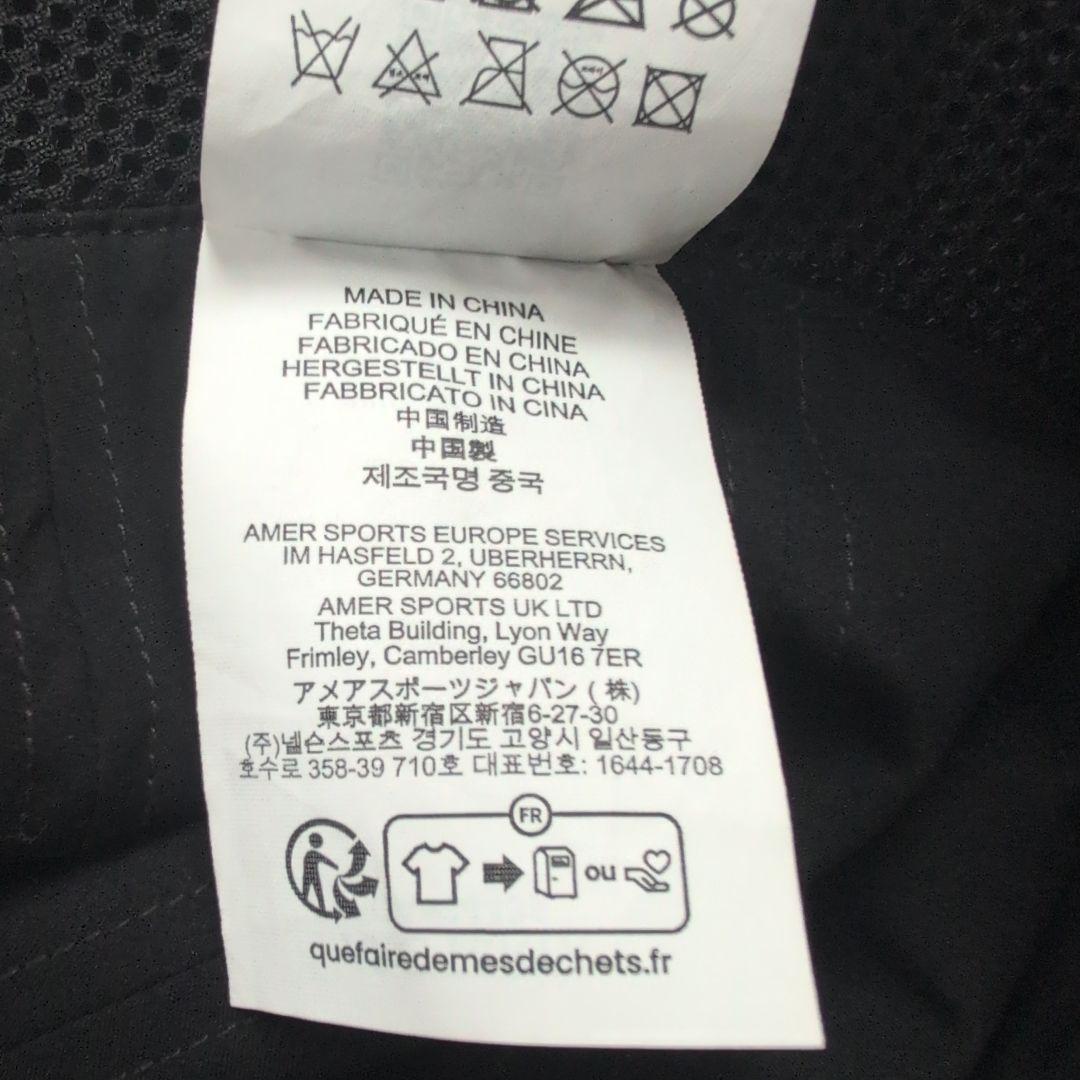 MADE IN CHINA
FABRIQUÉ EN CHINE
FABRICADO EN CHINA
HERGESTELLT IN CHINA
FABBRICATO IN CINA
中国制造
中国製
제조국명 중국
AMER SPORTS EUROPE SERVICES
IM HASFELD 2, UBERHERRN,
GERMANY 66802
AMER SPORTS UK LTD
Theta Building, Lyon Way
Frimley, Camberley GU16 7ER
アメアスポーツジャパン (株)
東京都新宿区新宿6-27-30
(주)넬슨스포츠 경기도 고양시 일산동구
호수로 358-39 710호 대표번호: 1644-1708
FR
ou
quefairedemesdechets.fr